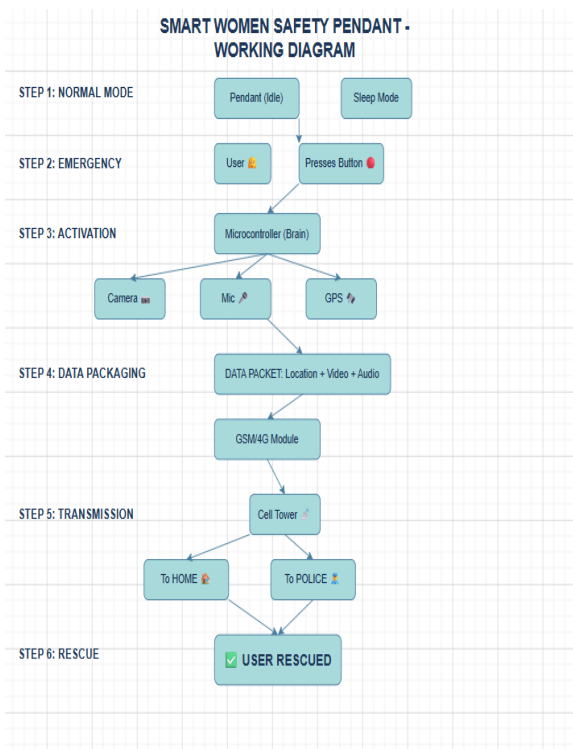 SMART WOMEN SAFETY PENDANT -
WORKING DIAGRAM
STEP 1: NORMAL MODE
Pendant (Idle)
Sleep Mode
STEP 2: EMERGENCY
User
Presses Button
STEP 3: ACTIVATION
Microcontroller (Brain)
Camera
Mic
GPS
STEP 4: DATA PACKAGING
DATA PACKET: Location + Video + Audio
GSM/4G Module
STEP 5: TRANSMISSION
Cell Tower
To HOME
To POLICE
STEP 6: RESCUE
✅ USER RESCUED